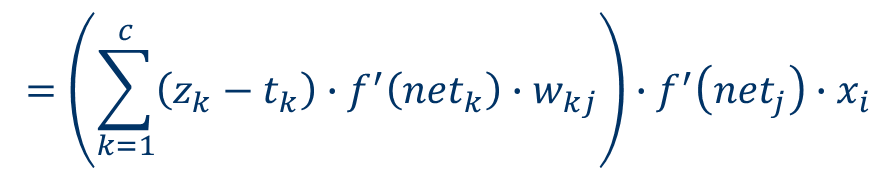 = (∑_{k=1}^{c} (z_k − t_k) · f′(net_k) · w_{kj}) · f′(net_j) · x_i